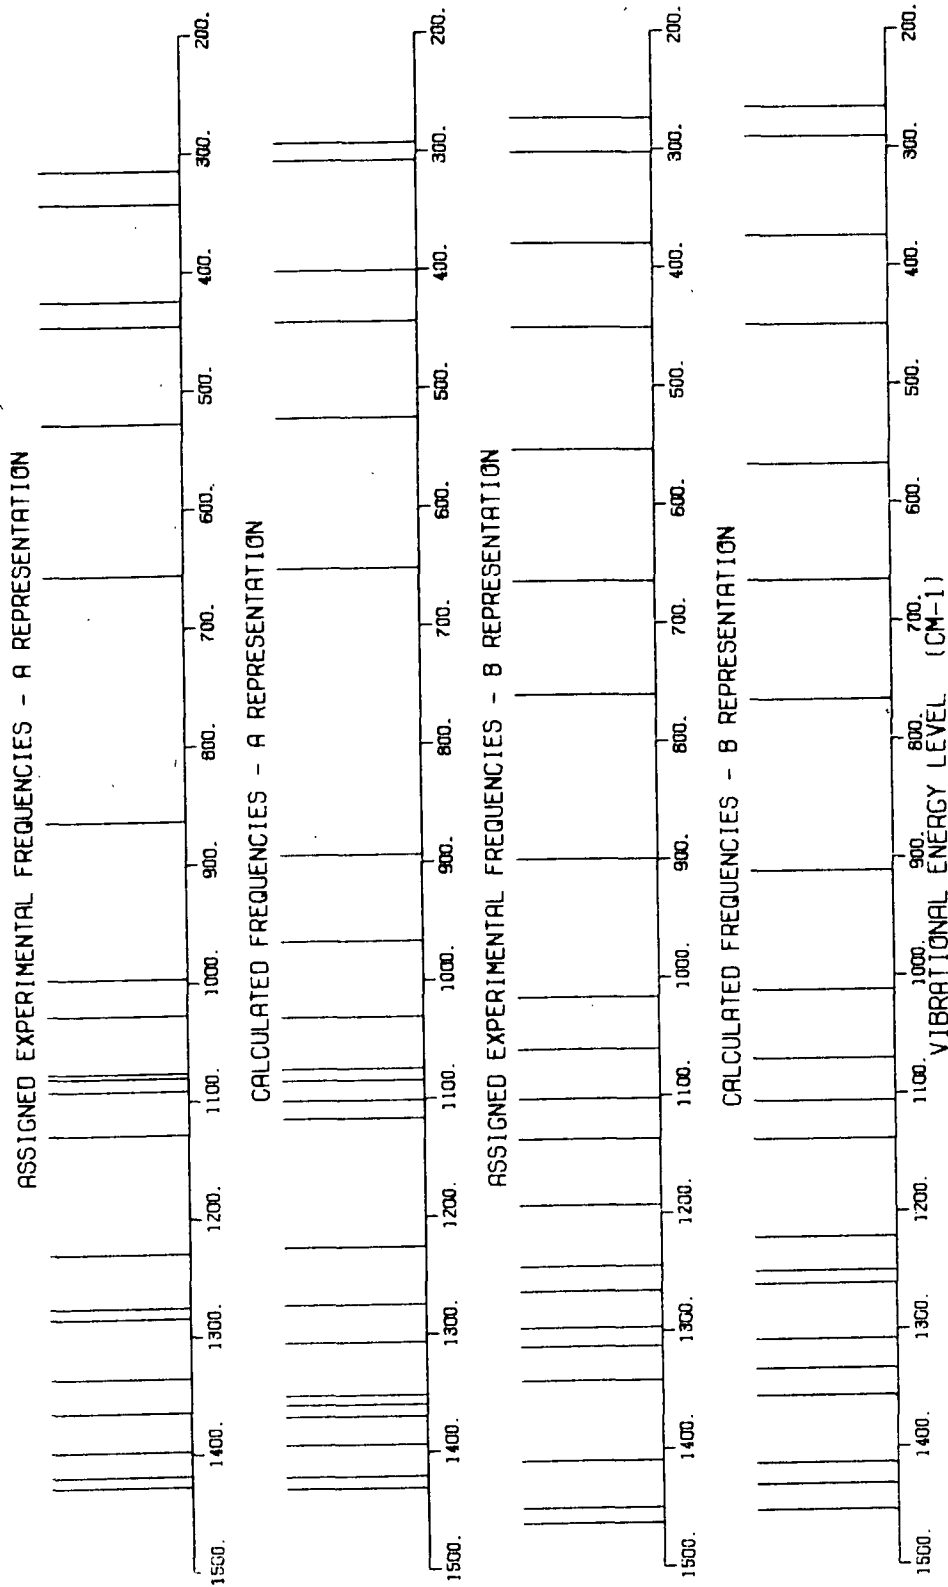 ASSIGNED EXPERIMENTAL FREQUENCIES - A REPRESENTATION
1500. 1400. 1300. 1200. 1100. 1000. 900. 800. 700. 600. 500. 400. 300. 200.
CALCULATED FREQUENCIES - A REPRESENTATION
1500. 1400. 1300. 1200. 1100. 1000. 900. 800. 700. 600. 500. 400. 300. 200.
ASSIGNED EXPERIMENTAL FREQUENCIES - B REPRESENTATION
1500. 1400. 1300. 1200. 1100. 1000. 900. 800. 700. 600. 500. 400. 300. 200.
CALCULATED FREQUENCIES - B REPRESENTATION
1500. 1400. 1300. 1200. 1100. 1000. 900. 800. 700. 600. 500. 400. 300. 200.
VIBRATIONAL ENERGY LEVEL (CM-1)